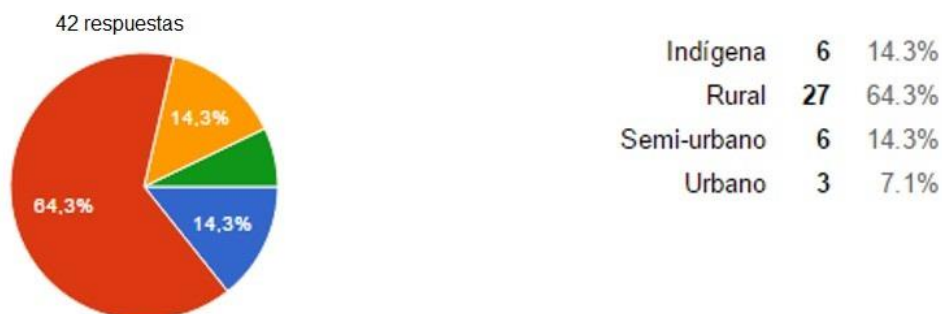 42 respuestas
14,3%
64,3%
14,3%
Indígena 6 14.3%
Rural 27 64.3%
Semi-urbano 6 14.3%
Urbano 3 7.1%